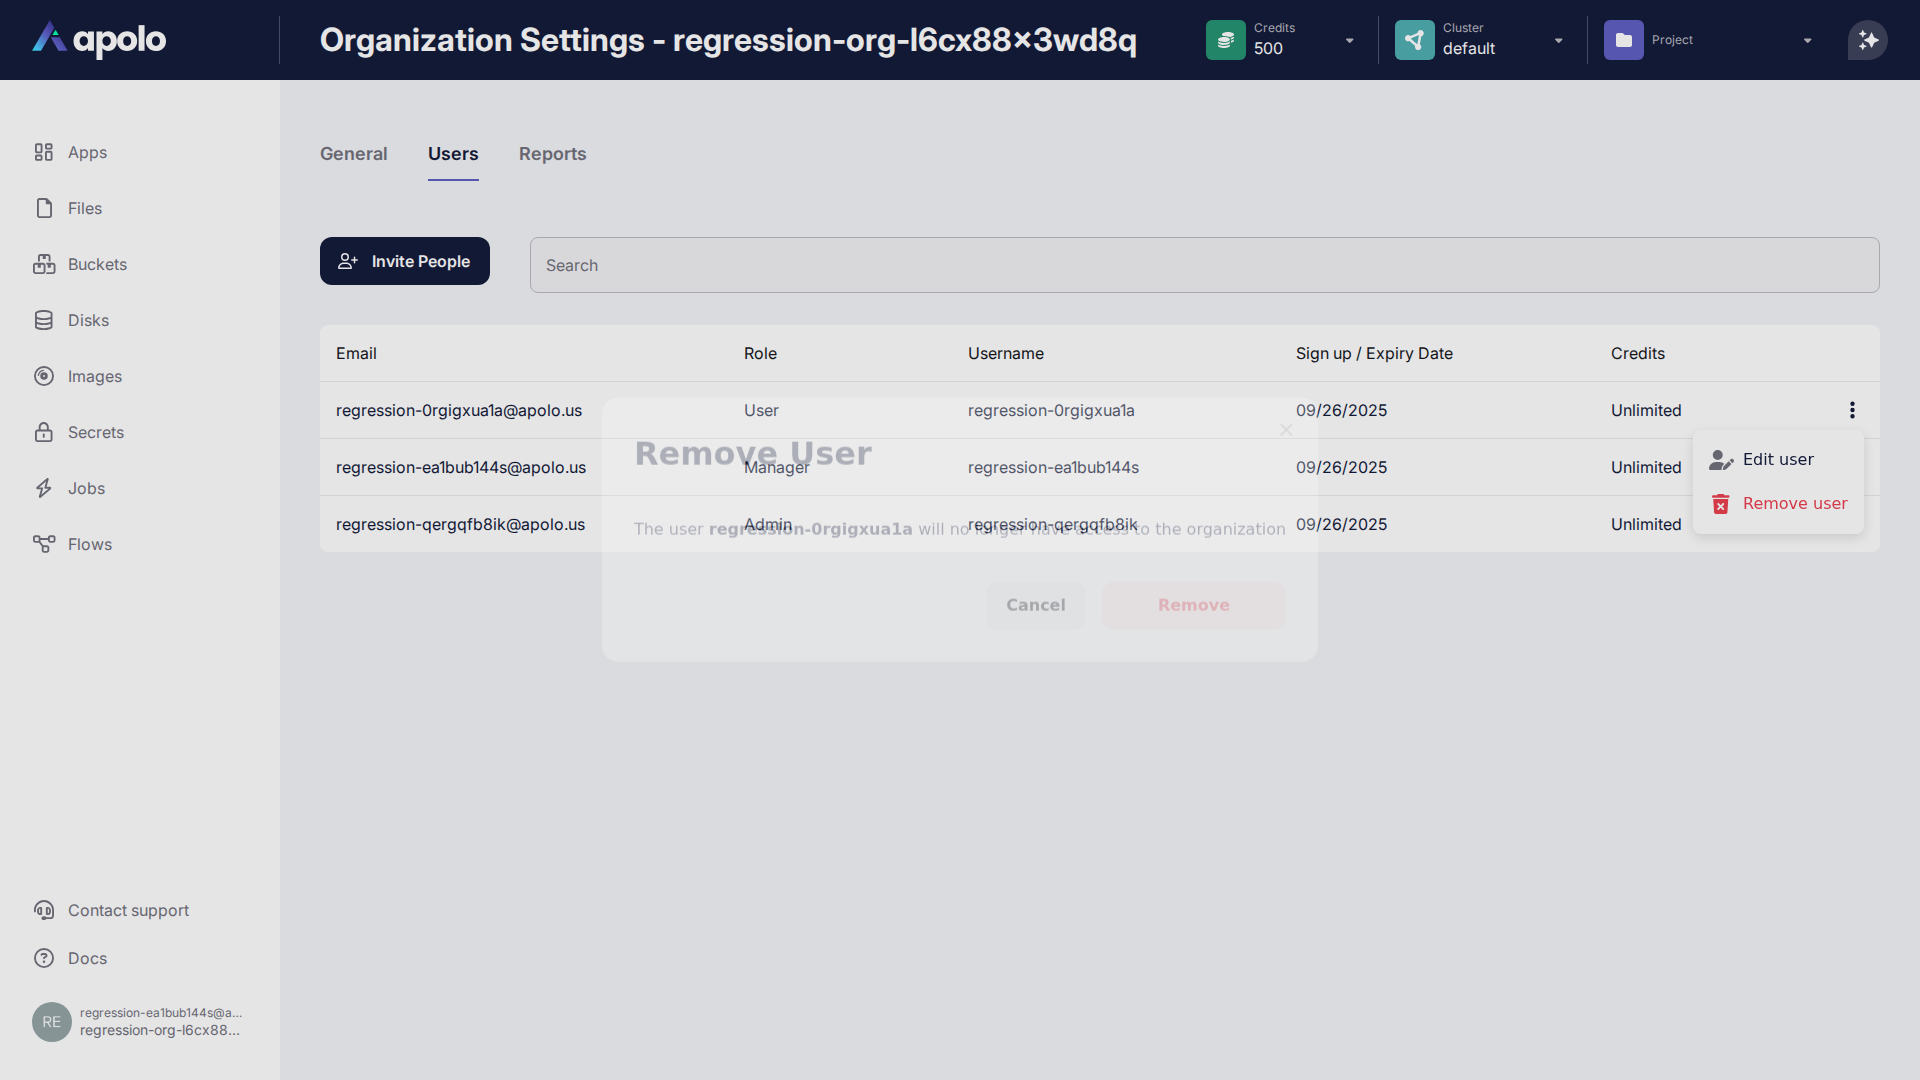 apolo
Organization Settings - regression-org-l6cx88x3wd8q
Credits
500
Cluster
default
Project
Apps
Files
Buckets
Disks
Images
Secrets
Jobs
Flows
General Users Reports
Invite People
Search
Email Role Username Sign up / Expiry Date Credits
regression-0rgigxua1a@apolo.us User regression-0rgigxua1a 09/26/2025 Unlimited
regression-ea1bub144s@apolo.us Manager regression-ea1bub144s 09/26/2025 Unlimited
regression-qergqfb8ik@apolo.us Admin regression-qergqfb8ik 09/26/2025 Unlimited
Edit user
Remove user
Remove User
The user regression-0rgigxua1a will no longer have access to the organization
Cancel Remove
Contact support
Docs
RE
regression-ea1bub144s@a...
regression-org-l6cx88...